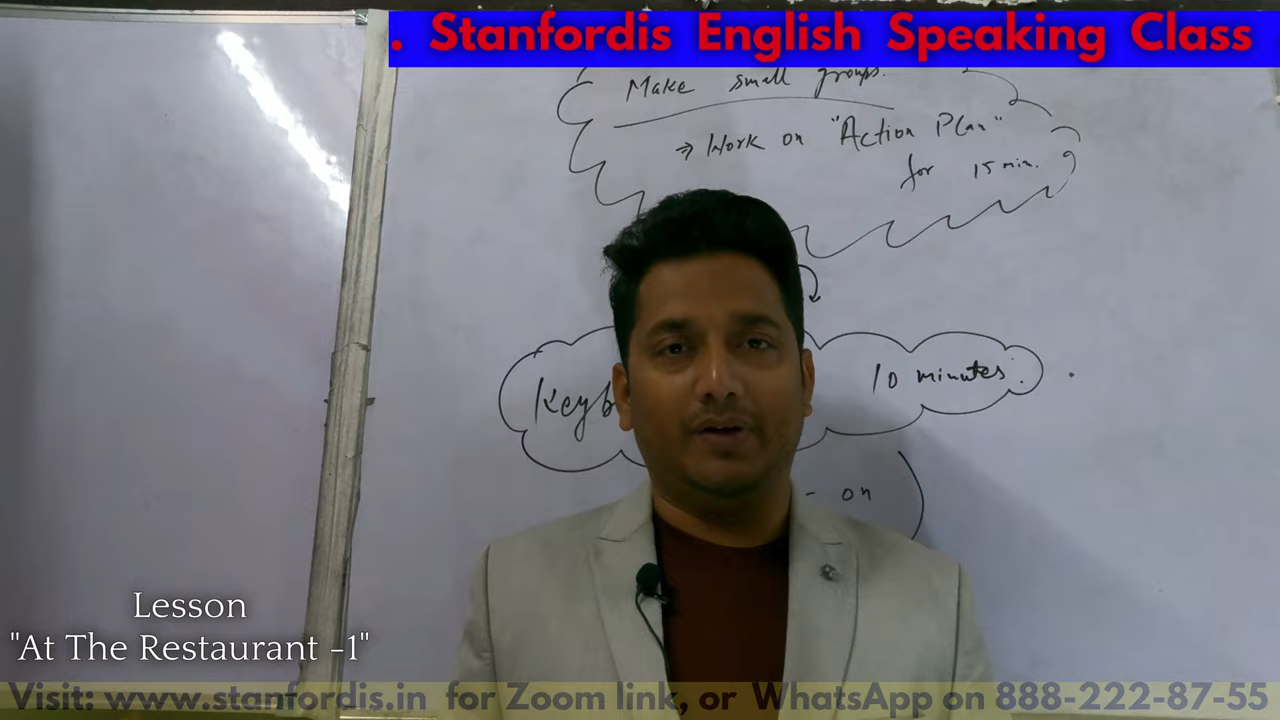 . Stanfordis English Speaking Class
Make small groups.
→ Work on "Action Plan"
for 15 min.
10 minutes.
Keyb
- on
Lesson
"At The Restaurant -1"
Visit: www.stanfordis.in for Zoom link, or WhatsApp on 888-222-87-55